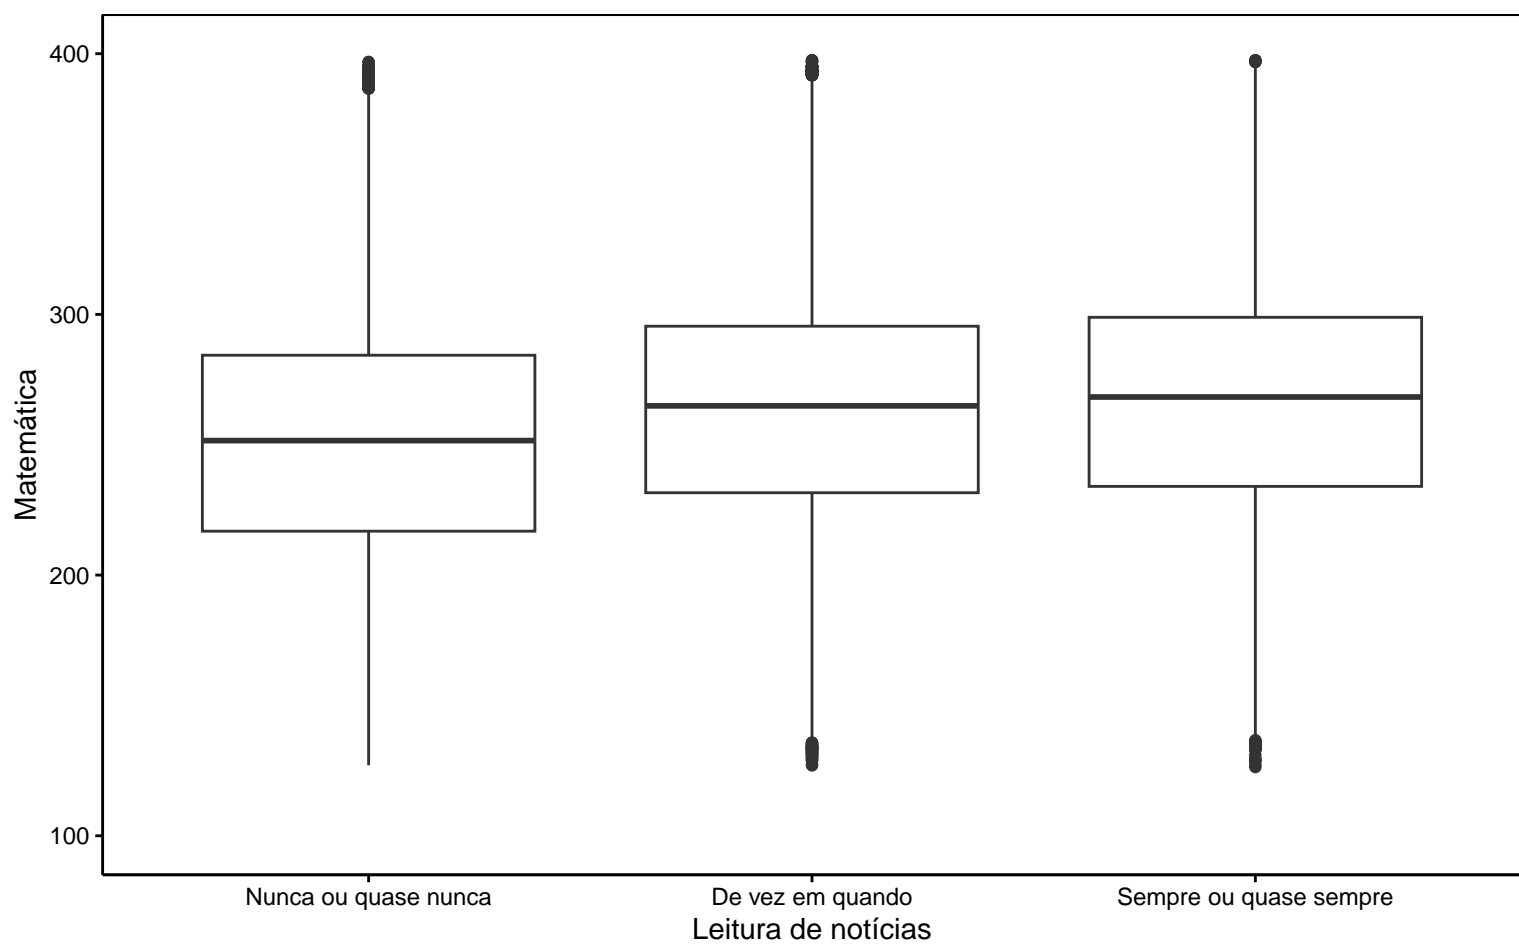 Matemática
400
300
200
100
Nunca ou quase nunca
De vez em quando
Sempre ou quase sempre
Leitura de notícias